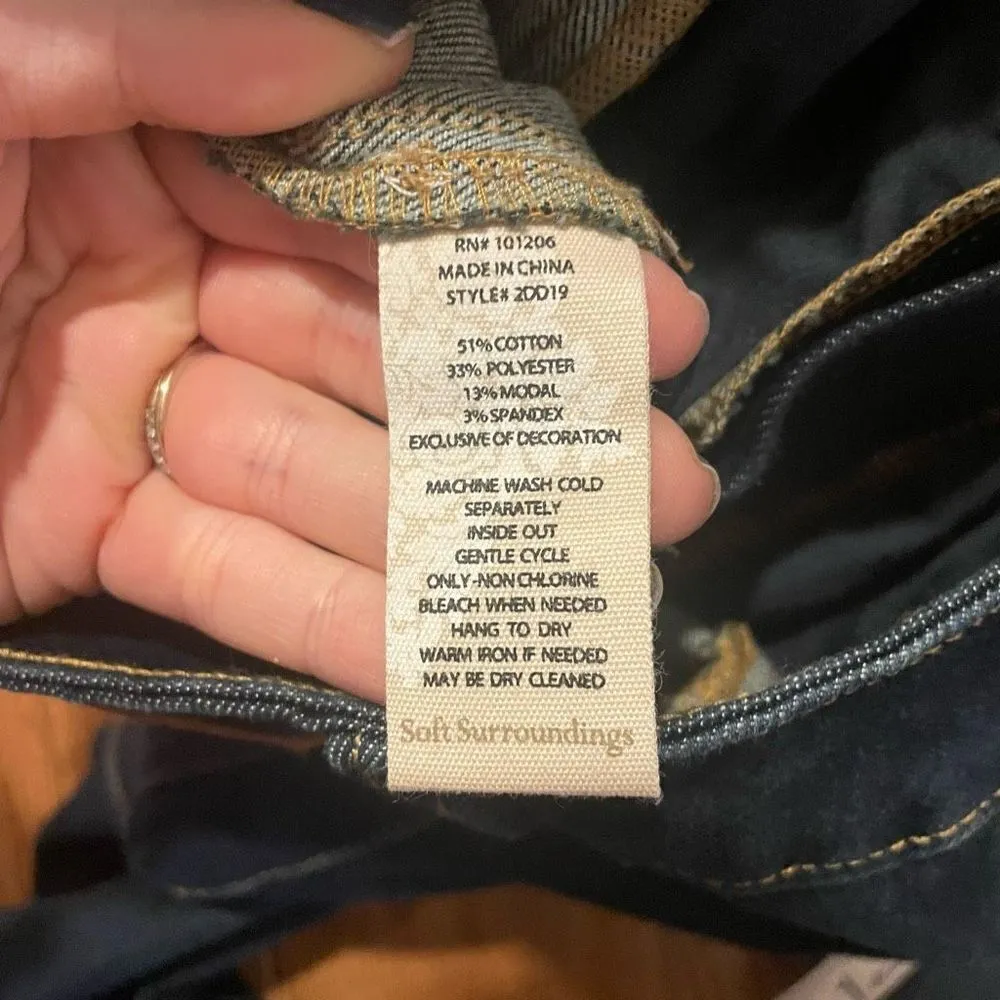 RN# 101206
MADE IN CHINA
STYLE# 2DD19
51% COTTON
33% POLYESTER
13% MODAL
3% SPANDEX
EXCLUSIVE OF DECORATION
MACHINE WASH COLD
SEPARATELY
INSIDE OUT
GENTLE CYCLE
ONLY-NON CHLORINE
BLEACH WHEN NEEDED
HANG TO DRY
WARM IRON IF NEEDED
MAY BE DRY CLEANED
Soft Surroundings